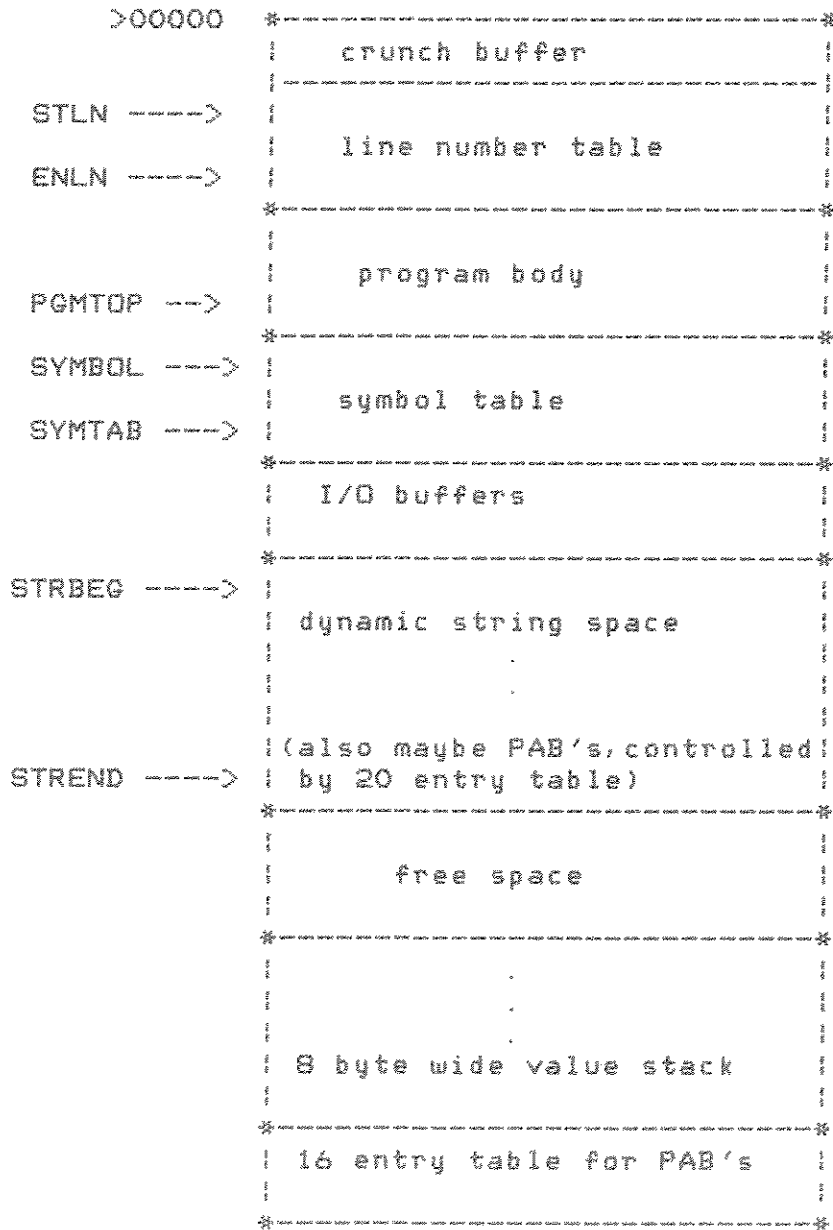 >00000
crunch buffer
STLN ---->
line number table
ENLN ---->
program body
PGMTOP -->
SYMBOL --->
symbol table
SYMTAB ---->
I/O buffers
STRBEG ---->
dynamic string space
.
.
(also maybe PAB's,controlled
STREND ---->
by 20 entry table)
free space
.
.
.
8 byte wide value stack
16 entry table for PAB's